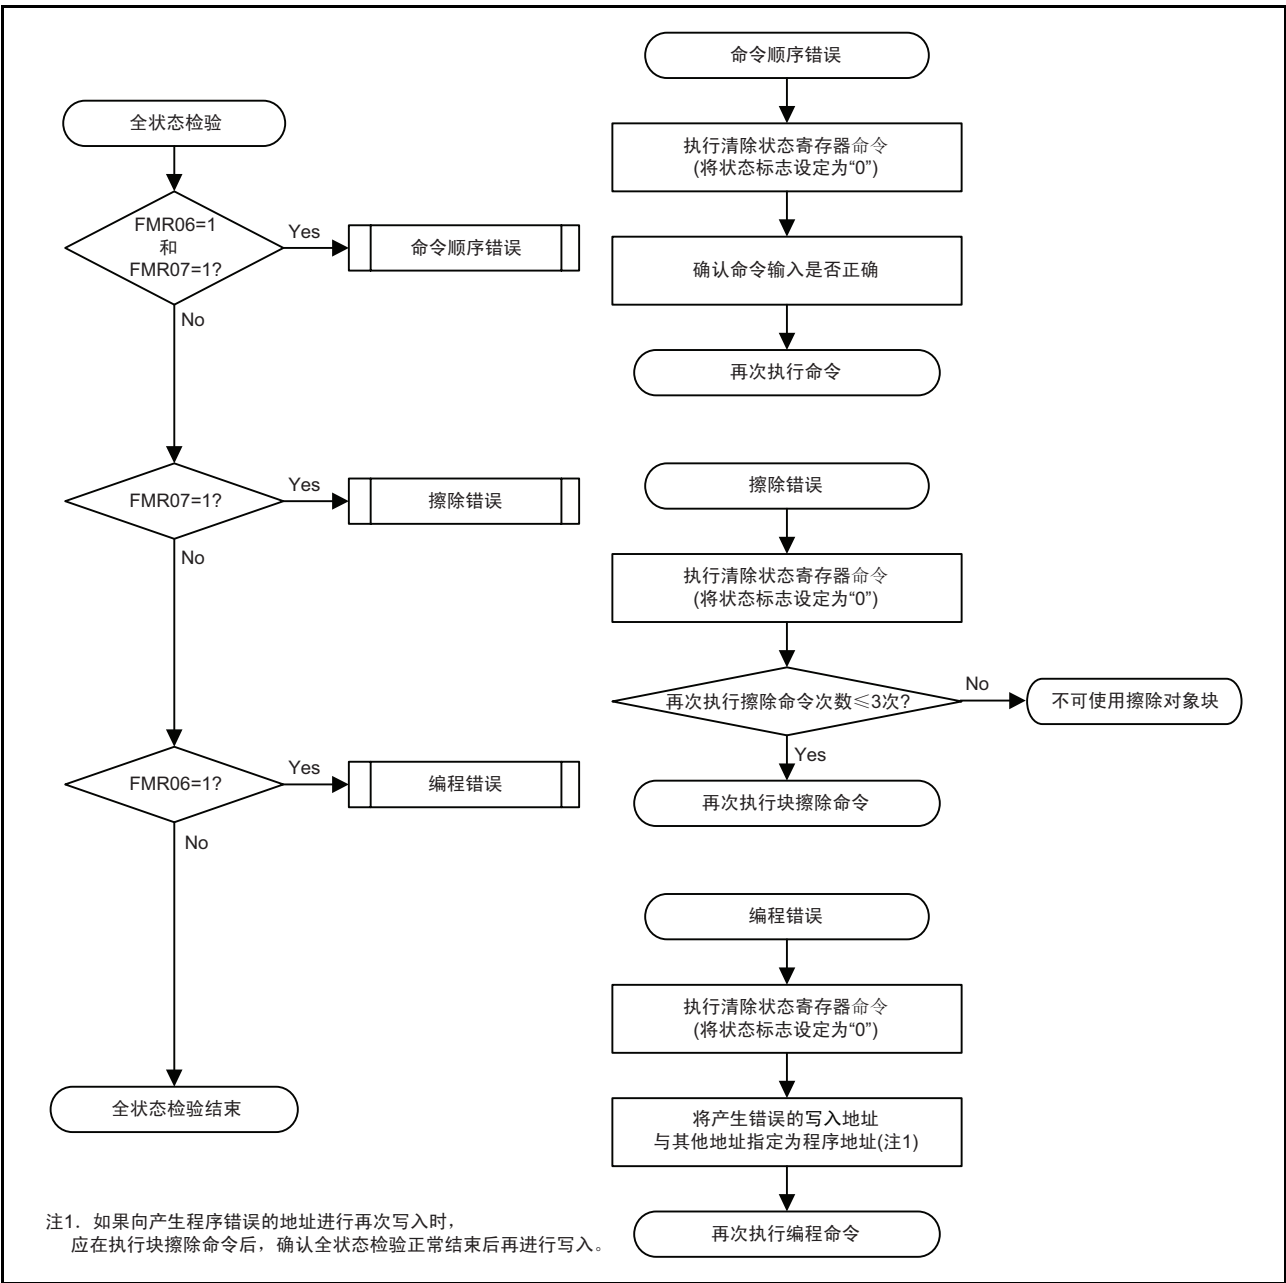 全状态检验
FMR06=1
和
FMR07=1?
Yes
命令顺序错误
No
FMR07=1?
Yes
擦除错误
No
FMR06=1?
Yes
编程错误
No
全状态检验结束
命令顺序错误
执行清除状态寄存器命令
(将状态标志设定为“0”)
确认命令输入是否正确
再次执行命令
擦除错误
执行清除状态寄存器命令
(将状态标志设定为“0”)
再次执行擦除命令次数≤3次?
No
不可使用擦除对象块
Yes
再次执行块擦除命令
编程错误
执行清除状态寄存器命令
(将状态标志设定为“0”)
将产生错误的写入地址
与其他地址指定为程序地址(注1)
再次执行编程命令
注1. 如果向产生程序错误的地址进行再次写入时,
应在执行块擦除命令后,确认全状态检验正常结束后再进行写入。